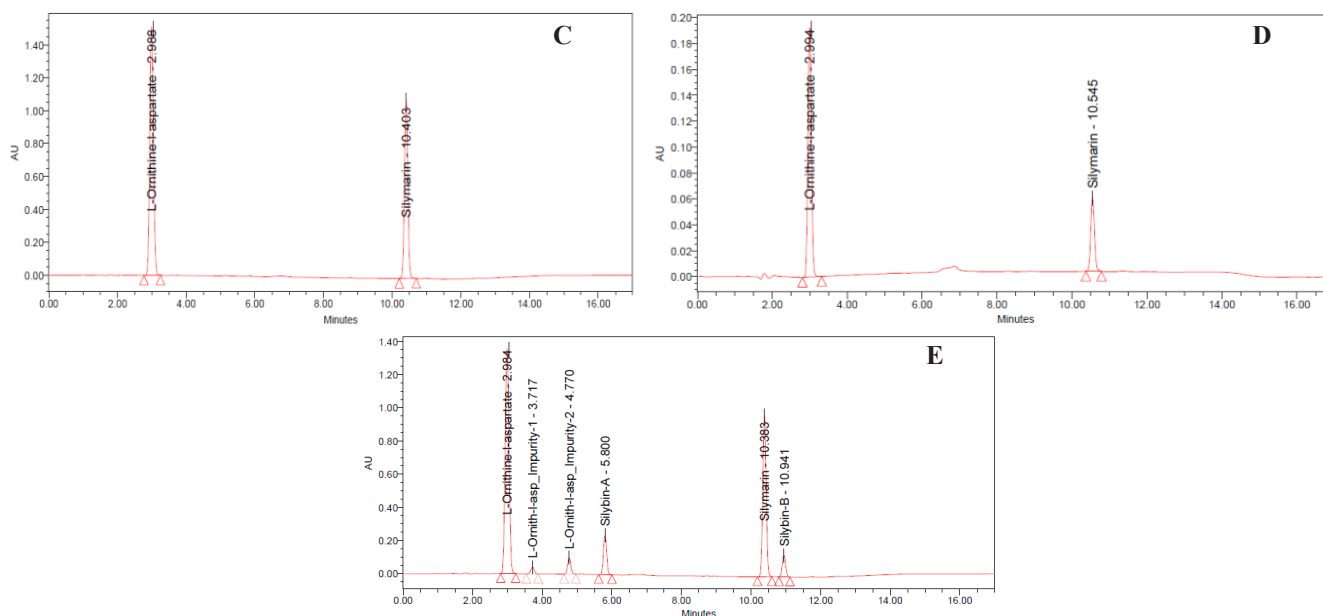 C
AU
1.40
1.20
1.00
0.80
0.60
0.40
0.20
0.00
L-Ornithine-l-aspartate - 2.988
Silymarin - 10.403
0.00 2.00 4.00 6.00 8.00 10.00 12.00 14.00 16.00
Minutes
D
AU
0.20
0.18
0.16
0.14
0.12
0.10
0.08
0.06
0.04
0.02
0.00
L-Ornithine-l-aspartate - 2.994
Silymarin - 10.545
0.00 2.00 4.00 6.00 8.00 10.00 12.00 14.00 16.00
Minutes
E
AU
1.40
1.20
1.00
0.80
0.60
0.40
0.20
0.00
L-Ornithine-l-aspartate - 2.984
L-Ornith-l-asp_Impurity-1 - 3.717
L-Ornith-l-asp_Impurity-2 - 4.770
Silybin-A - 5.800
Silymarin - 10.383
Silybin-B - 10.941
0.00 2.00 4.00 6.00 8.00 10.00 12.00 14.00 16.00
Minutes